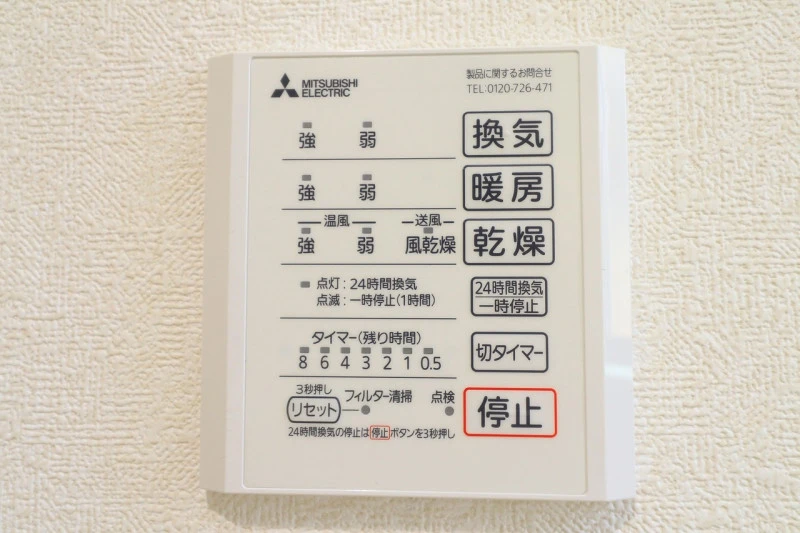 MITSUBISHI
ELECTRIC
製品に関するお問合せ
TEL:0120-726-471
強 弱 換気
強 弱 暖房
温風 送風
強 弱 風乾燥 乾燥
点灯:24時間換気
点滅:一時停止(1時間)
24時間換気
一時停止
タイマー(残り時間)
8 6 4 3 2 1 0.5
切タイマー
3秒押し
リセット フィルター清掃 点検
停止
24時間換気の停止は停止ボタンを3秒押し